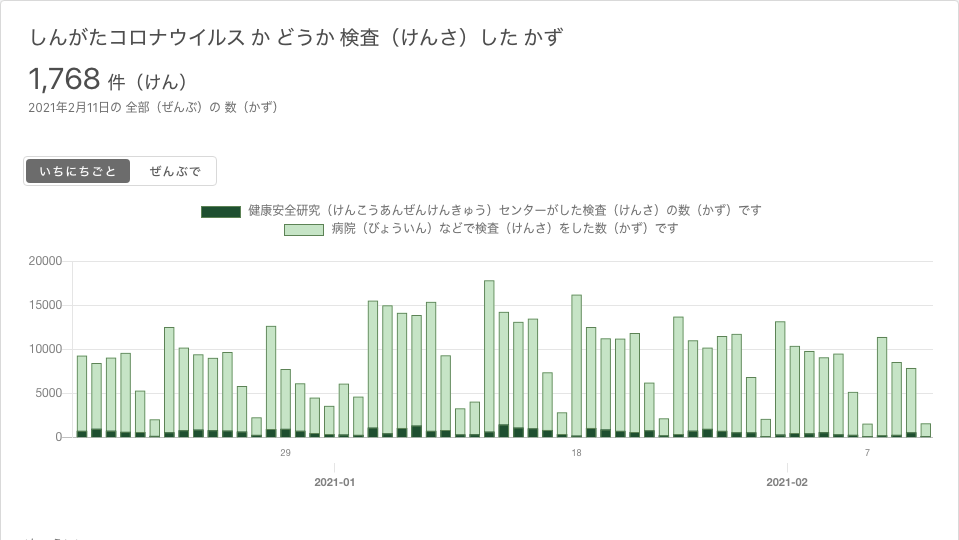 しんがたコロナウイルス か どうか 検査（けんさ）した かず
1,768 件（けん）
2021年2月11日の 全部（ぜんぶ）の 数（かず）
いちにちごと ぜんぶで
健康安全研究（けんこうあんぜんけんきゅう）センターがした検査（けんさ）の数（かず）です
病院（びょういん）などで検査（けんさ）をした数（かず）です
20000
15000
10000
5000
0
29 18 7
2021-01 2021-02